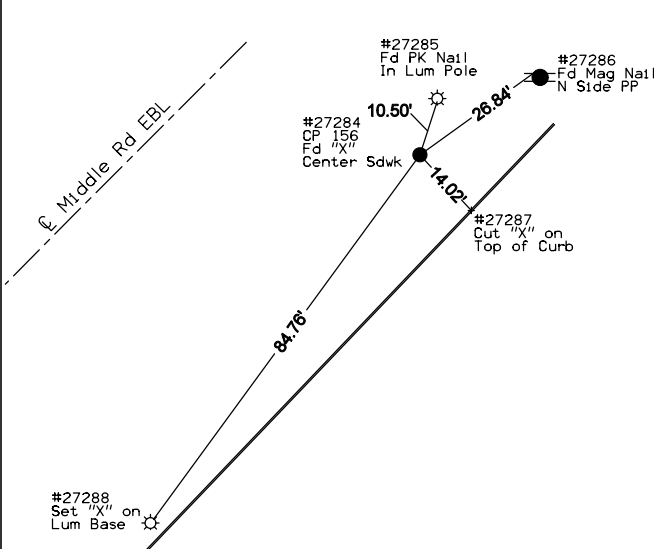 #27285
Fd PK Nail
In Lum Pole
#27286
Fd Mag Nail
N Side PP
10.50'
26.84'
#27284
CP 156
Fd "X"
Center Sdwk
℄ Middle Rd EBL
14.02'
#27287
Cut "X" on
Top of Curb
84.76'
#27288
Set "X" on
Lum Base